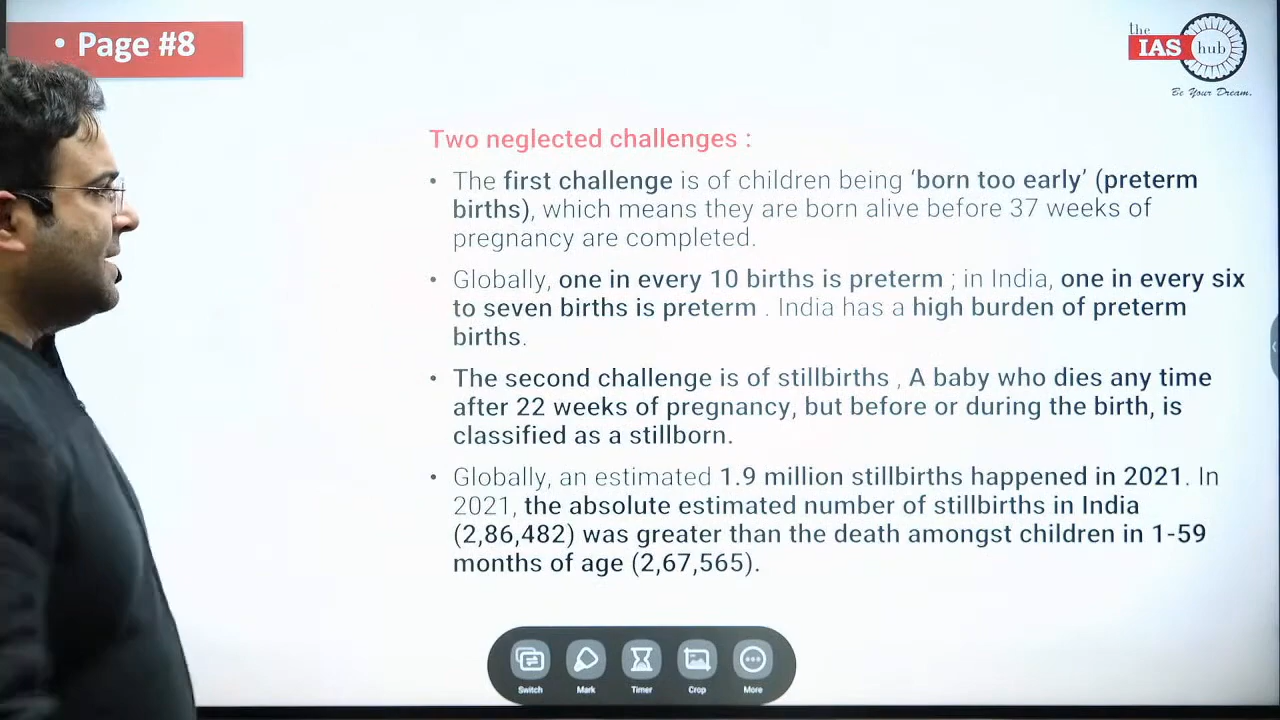 • Page #8
the
IAS hub
Be Your Dream.
Two neglected challenges :
• The first challenge is of children being ‘born too early’ (preterm
births), which means they are born alive before 37 weeks of
pregnancy are completed.
• Globally, one in every 10 births is preterm ; in India, one in every six
to seven births is preterm . India has a high burden of preterm
births.
• The second challenge is of stillbirths , A baby who dies any time
after 22 weeks of pregnancy, but before or during the birth, is
classified as a stillborn.
• Globally, an estimated 1.9 million stillbirths happened in 2021. In
2021, the absolute estimated number of stillbirths in India
(2,86,482) was greater than the death amongst children in 1-59
months of age (2,67,565).
Switch Mark Timer Crop More